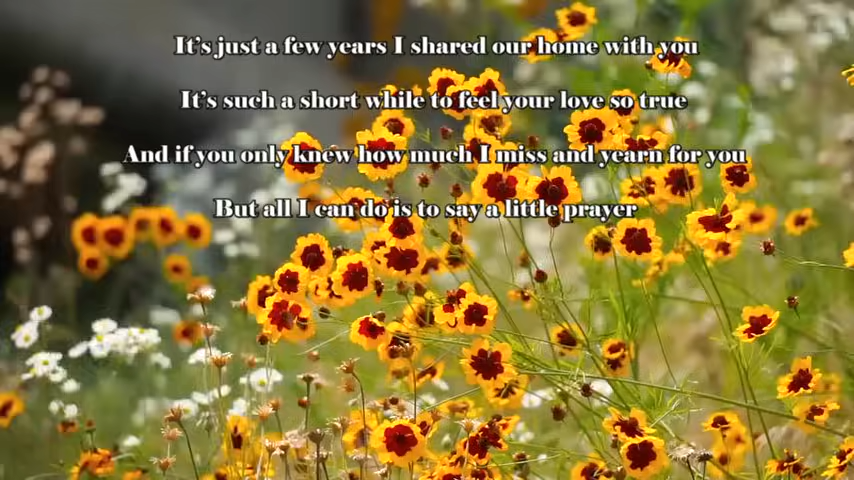 It's just a few years I shared our home with you
It's such a short while to feel your love so true
And if you only knew how much I miss and yearn for you
But all I can do is to say a little prayer